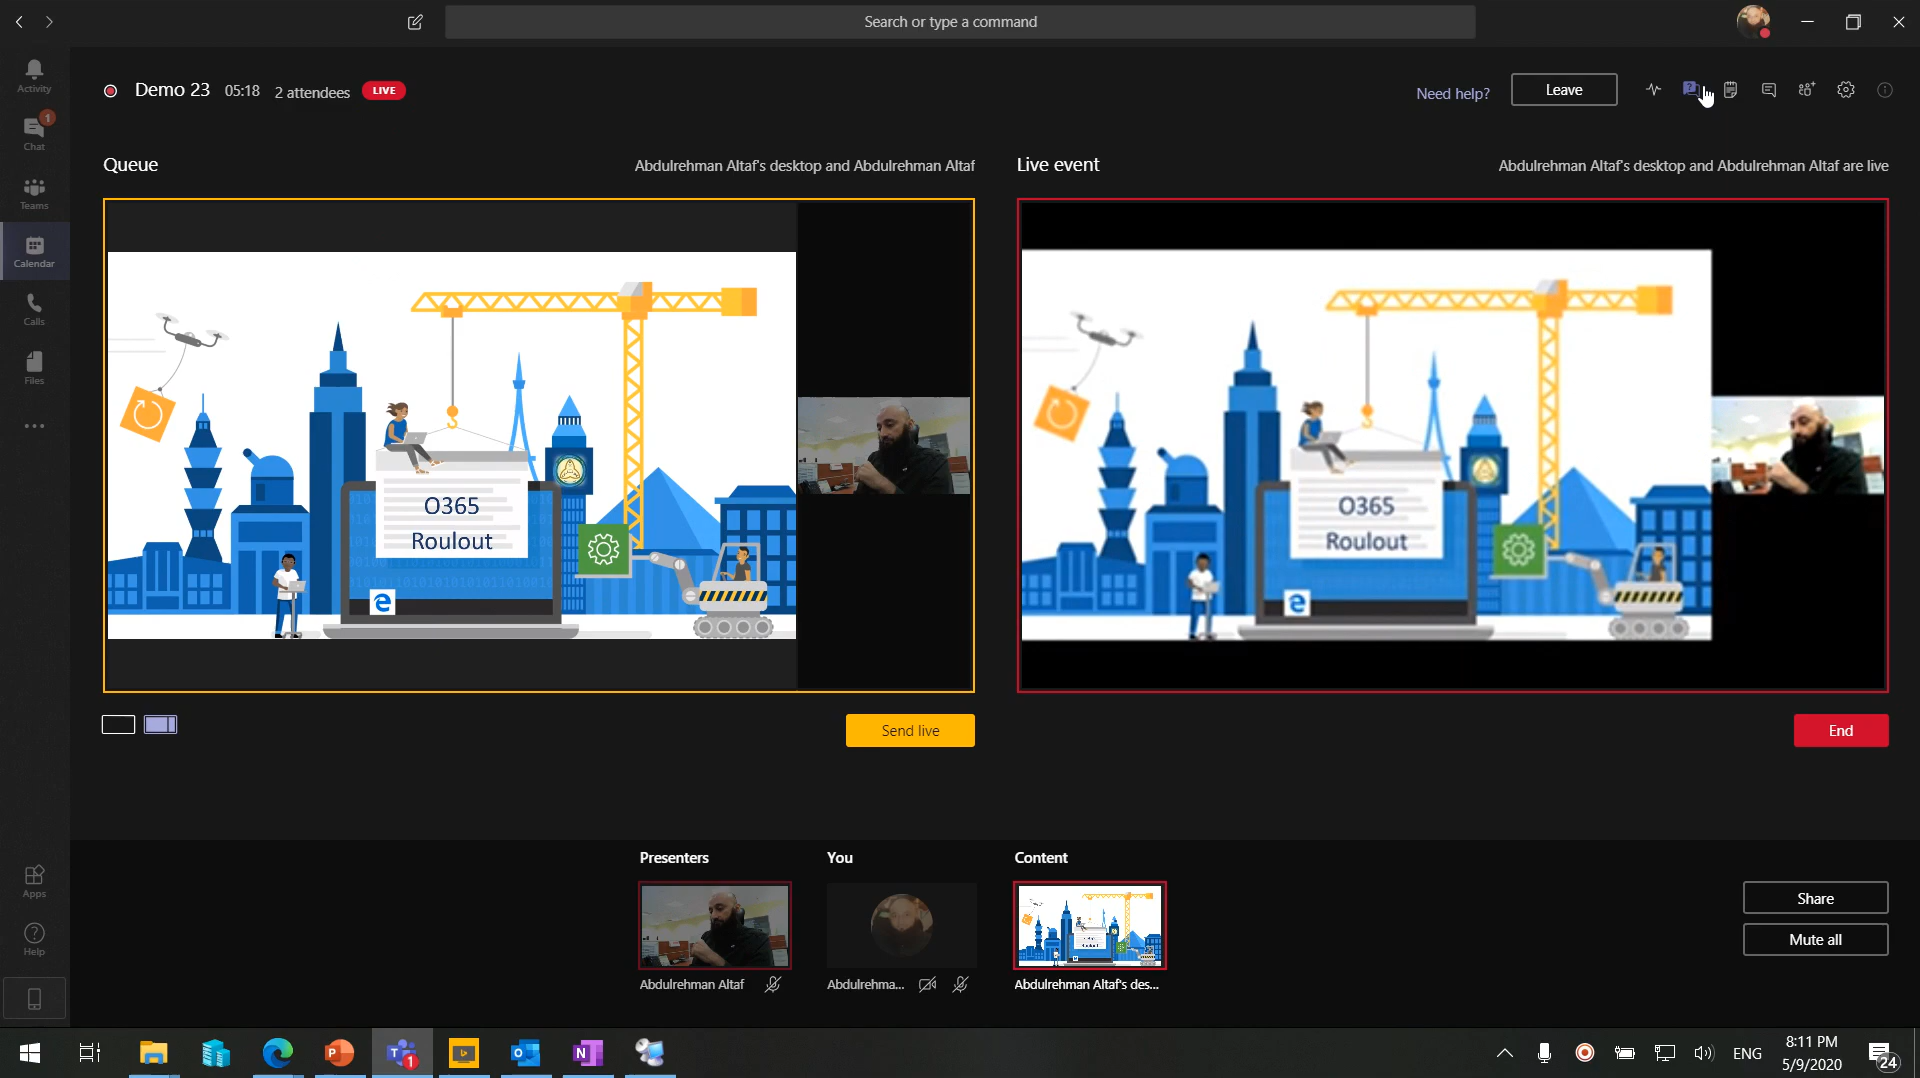 Search or type a command
Activity
Chat
1
Teams
Calendar
Calls
Files
Apps
Help
Demo 23 05:18 2 attendees LIVE
Need help?
Leave
Queue
Abdulrehman Altaf's desktop and Abdulrehman Altaf
O365
Roulout
Send live
Live event
Abdulrehman Altaf's desktop and Abdulrehman Altaf are live
O365
Roulout
End
Presenters
Abdulrehman Altaf
You
Abdulrehma...
Content
Abdulrehman Altaf's des...
Share
Mute all
1
ENG
8:11 PM
5/9/2020
24